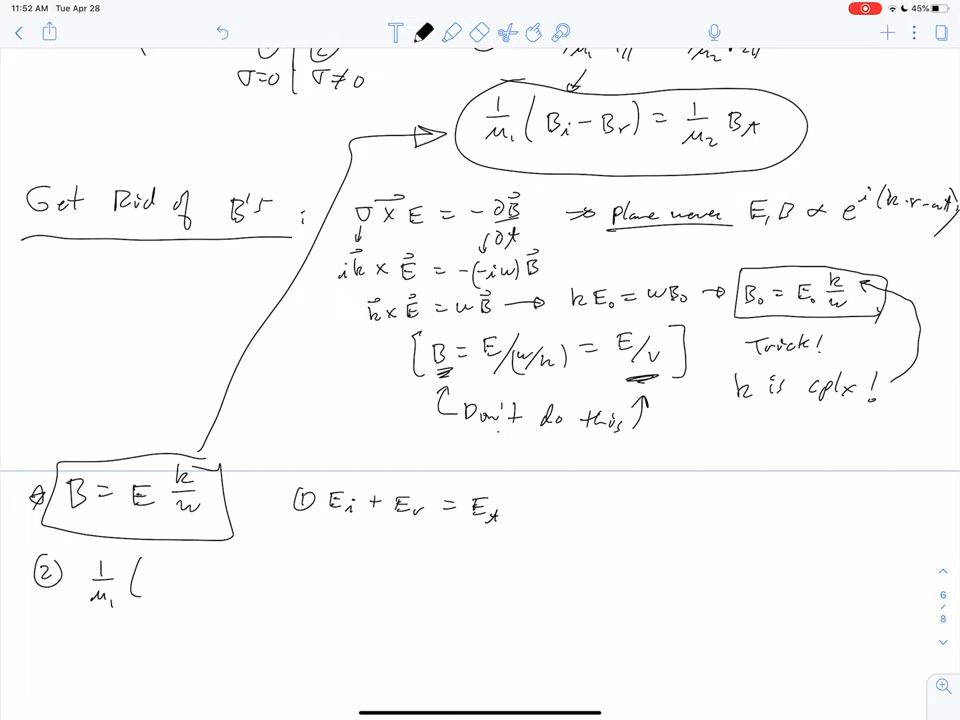 11:52 AM Tue Apr 28
45%
σ=0 | σ≠0
1/μ₁ (Bi − Br) = 1/μ₂ Bt
Get Rid of B's : ∇ × E = − ∂B/∂t → plane waves E, B ∝ e^i(k·r−ωt)
ik × E = −(−iω)B
k × E = ωB → kE₀ = ωB₀ → B₀ = E₀ k/ω
[B = E/(ω/k) = E/v] Trick!
Don't do this k is cplx!
B = E k/ω ① Ei + Er = Et
② 1/μ₁ (
6
/
8